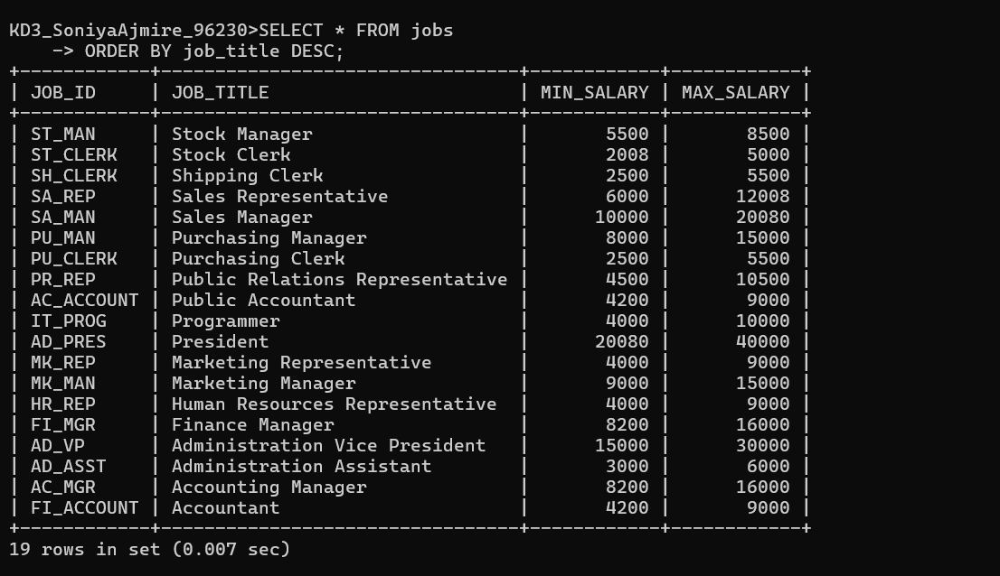 KD3_SoniyaAjmire_96230>SELECT * FROM jobs
    -> ORDER BY job_title DESC;
+------------+---------------------------------+------------+------------+
| JOB_ID     | JOB_TITLE                       | MIN_SALARY | MAX_SALARY |
+------------+---------------------------------+------------+------------+
| ST_MAN     | Stock Manager                   |       5500 |       8500 |
| ST_CLERK   | Stock Clerk                     |       2008 |       5000 |
| SH_CLERK   | Shipping Clerk                  |       2500 |       5500 |
| SA_REP     | Sales Representative            |       6000 |      12008 |
| SA_MAN     | Sales Manager                   |      10000 |      20080 |
| PU_MAN     | Purchasing Manager              |       8000 |      15000 |
| PU_CLERK   | Purchasing Clerk                |       2500 |       5500 |
| PR_REP     | Public Relations Representative |       4500 |      10500 |
| AC_ACCOUNT | Public Accountant               |       4200 |       9000 |
| IT_PROG    | Programmer                      |       4000 |      10000 |
| AD_PRES    | President                       |      20080 |      40000 |
| MK_REP     | Marketing Representative        |       4000 |       9000 |
| MK_MAN     | Marketing Manager               |       9000 |      15000 |
| HR_REP     | Human Resources Representative  |       4000 |       9000 |
| FI_MGR     | Finance Manager                 |       8200 |      16000 |
| AD_VP      | Administration Vice President   |      15000 |      30000 |
| AD_ASST    | Administration Assistant        |       3000 |       6000 |
| AC_MGR     | Accounting Manager              |       8200 |      16000 |
| FI_ACCOUNT | Accountant                      |       4200 |       9000 |
+------------+---------------------------------+------------+------------+
19 rows in set (0.007 sec)